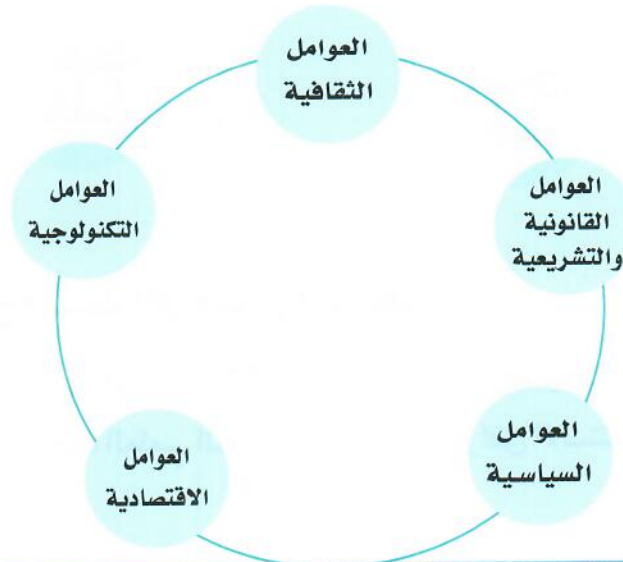 العوامل
الثقافية
العوامل
القانونية
والتشريعية
العوامل
السياسية
العوامل
الاقتصادية
العوامل
التكنولوجية